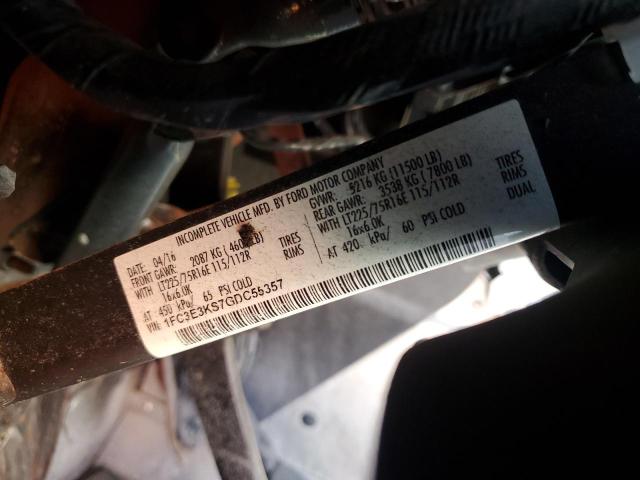 INCOMPLETE VEHICLE MFD. BY FORD MOTOR COMPANY
DATE: 04/16 GVWR: 5216 KG (11500 LB)
FRONT GAWR: 2087 KG ( LB) REAR GAWR: 3538 KG ( 7800 LB)
WITH LT225/75R16E 115/112R TIRES WITH LT225/75R16E 115/112R TIRES
16x6.0K RIMS 16x6.0K RIMS
AT 450 kPa/ 65 PSI COLD AT 420 kPa/ 60 PSI COLD DUAL
VIN: 1FC3E3KS7GDC55357